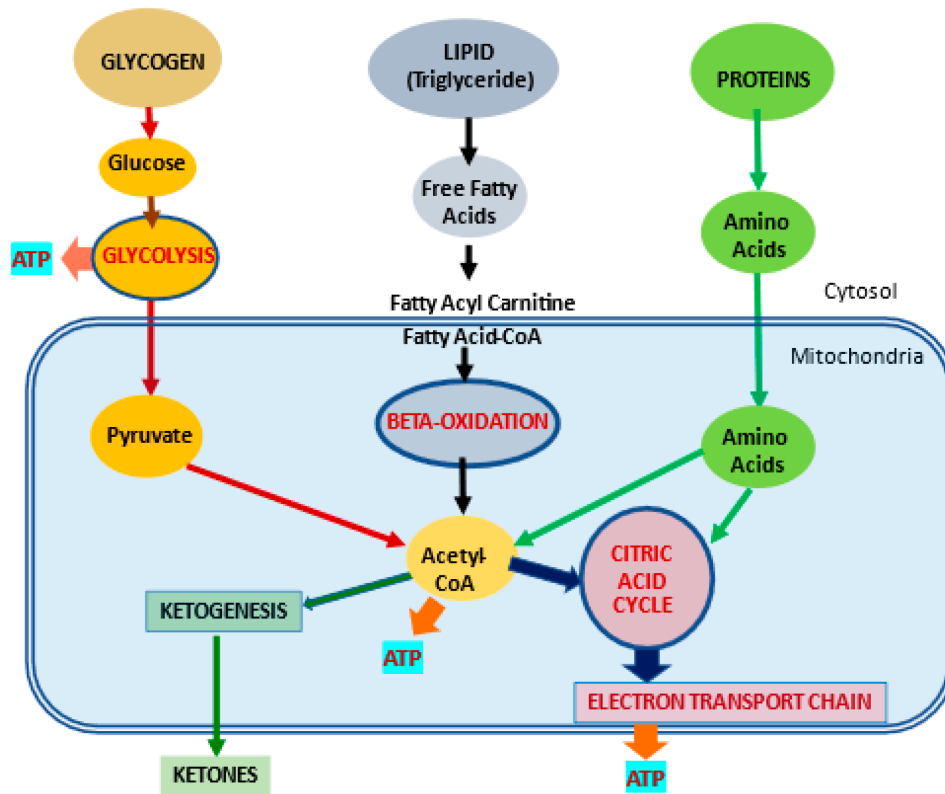 GLYCOGEN
LIPID
(Triglyceride)
PROTEINS
Glucose
Free Fatty
Acids
Amino
Acids
GLYCOLYSIS
ATP
Cytosol
Fatty Acyl Carnitine
Fatty Acid-CoA
Mitochondria
Pyruvate
BETA-OXIDATION
Amino
Acids
Acetyl-
CoA
CITRIC
ACID
CYCLE
KETOGENESIS
ATP
ELECTRON TRANSPORT CHAIN
KETONES
ATP